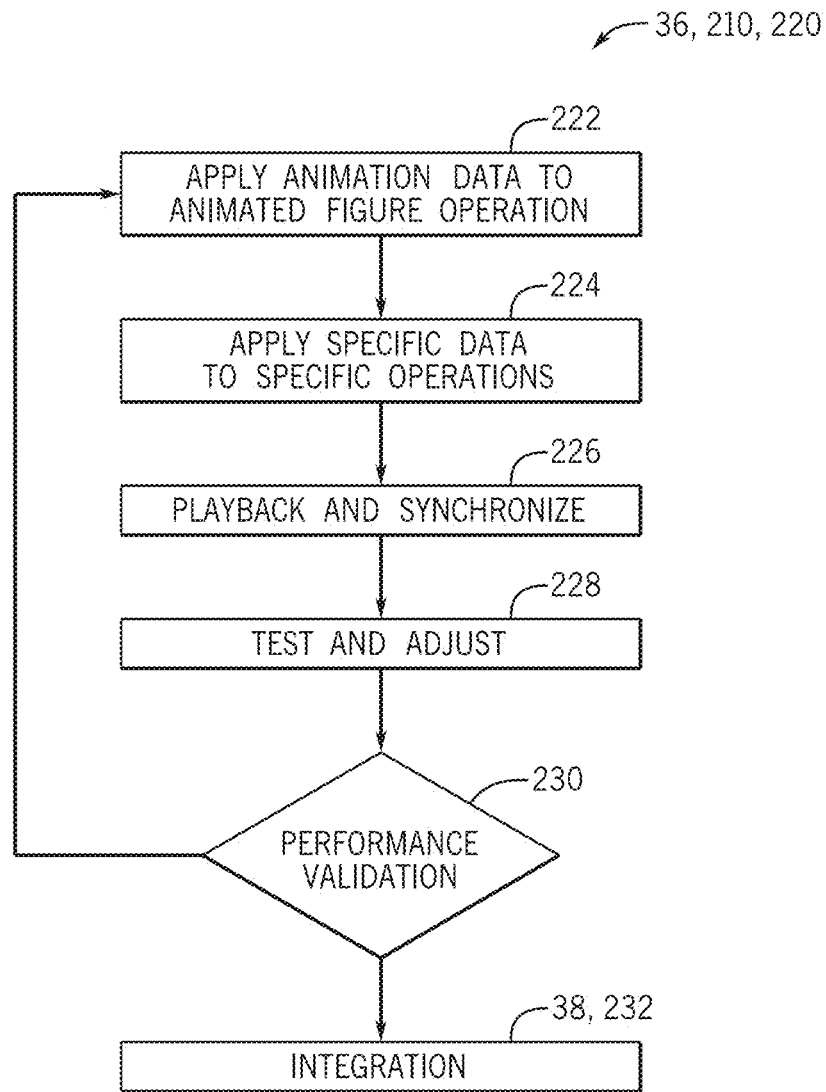 36, 210, 220
222
APPLY ANIMATION DATA TO
ANIMATED FIGURE OPERATION
224
APPLY SPECIFIC DATA
TO SPECIFIC OPERATIONS
226
PLAYBACK AND SYNCHRONIZE
228
TEST AND ADJUST
230
PERFORMANCE
VALIDATION
38, 232
INTEGRATION